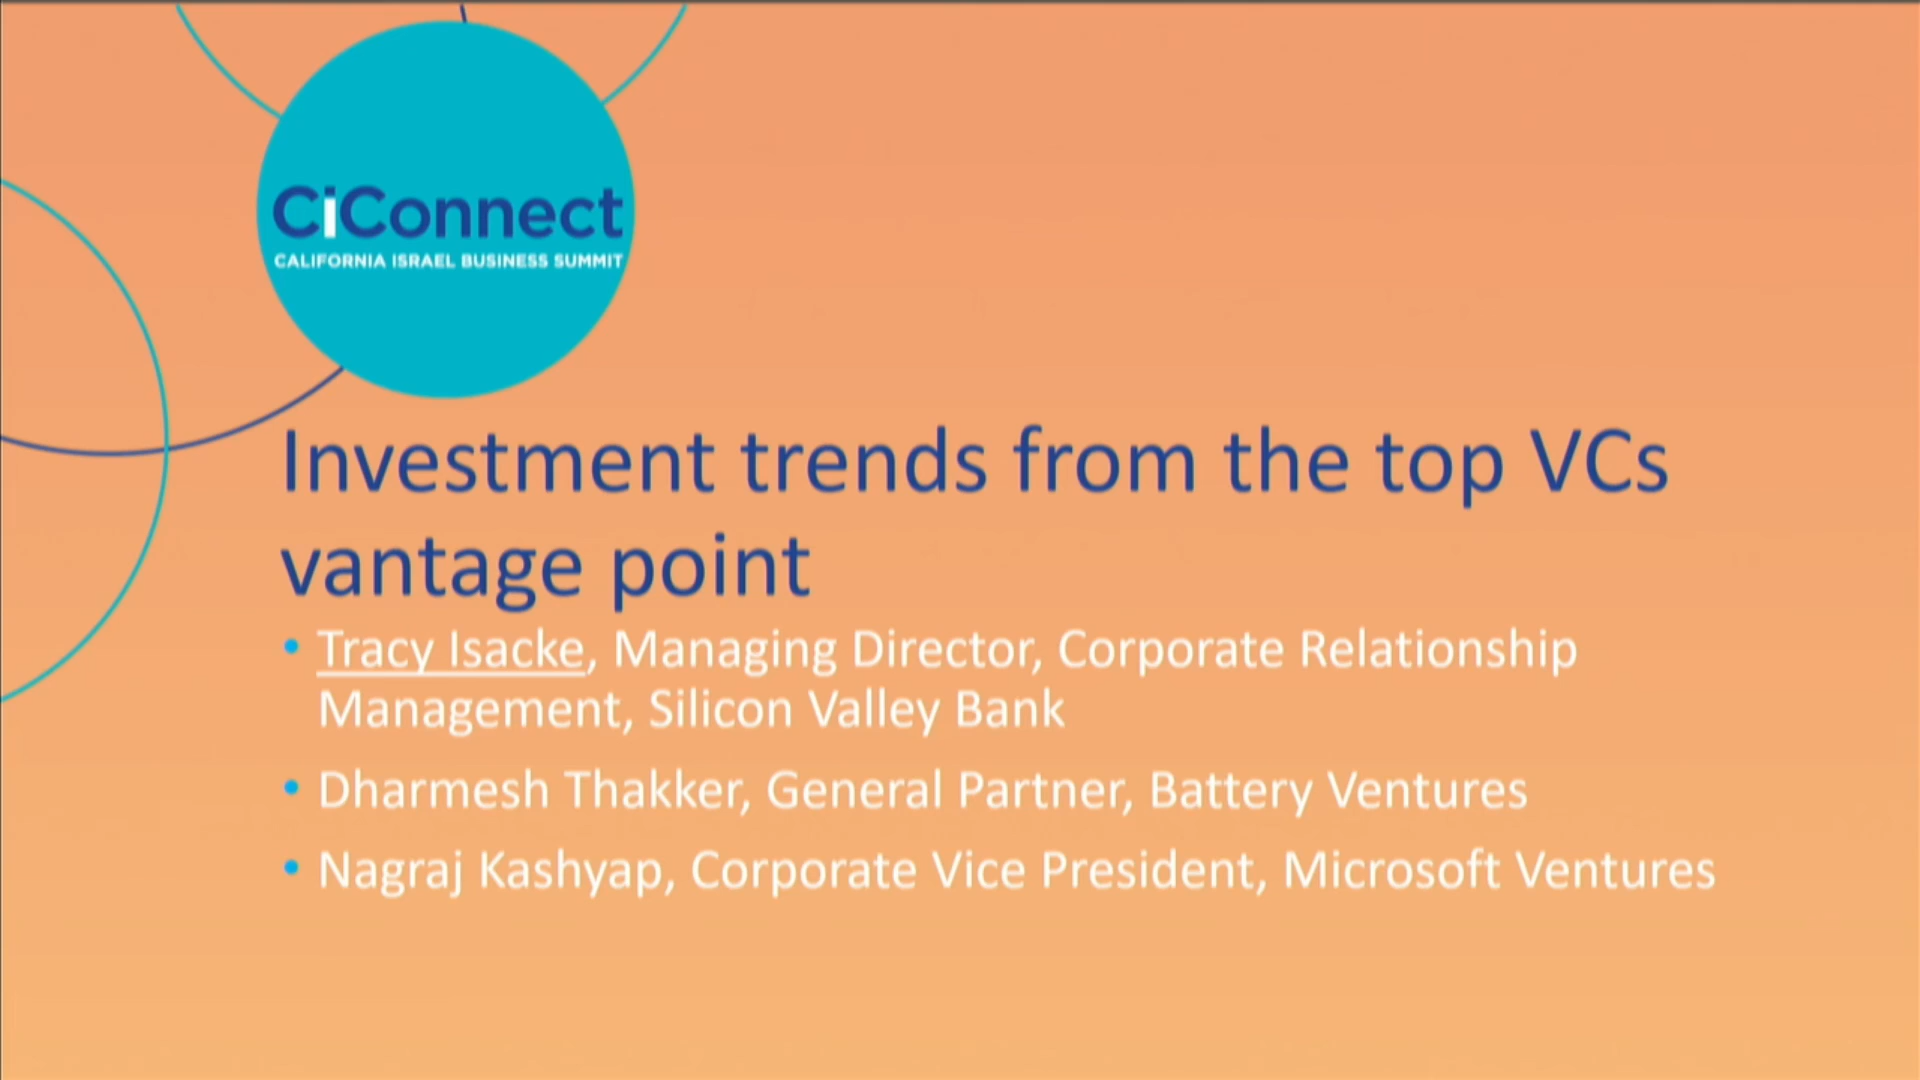 CiConnect
CALIFORNIA ISRAEL BUSINESS SUMMIT
Investment trends from the top VCs
vantage point
• Tracy Isacke, Managing Director, Corporate Relationship
Management, Silicon Valley Bank
• Dharmesh Thakker, General Partner, Battery Ventures
• Nagraj Kashyap, Corporate Vice President, Microsoft Ventures